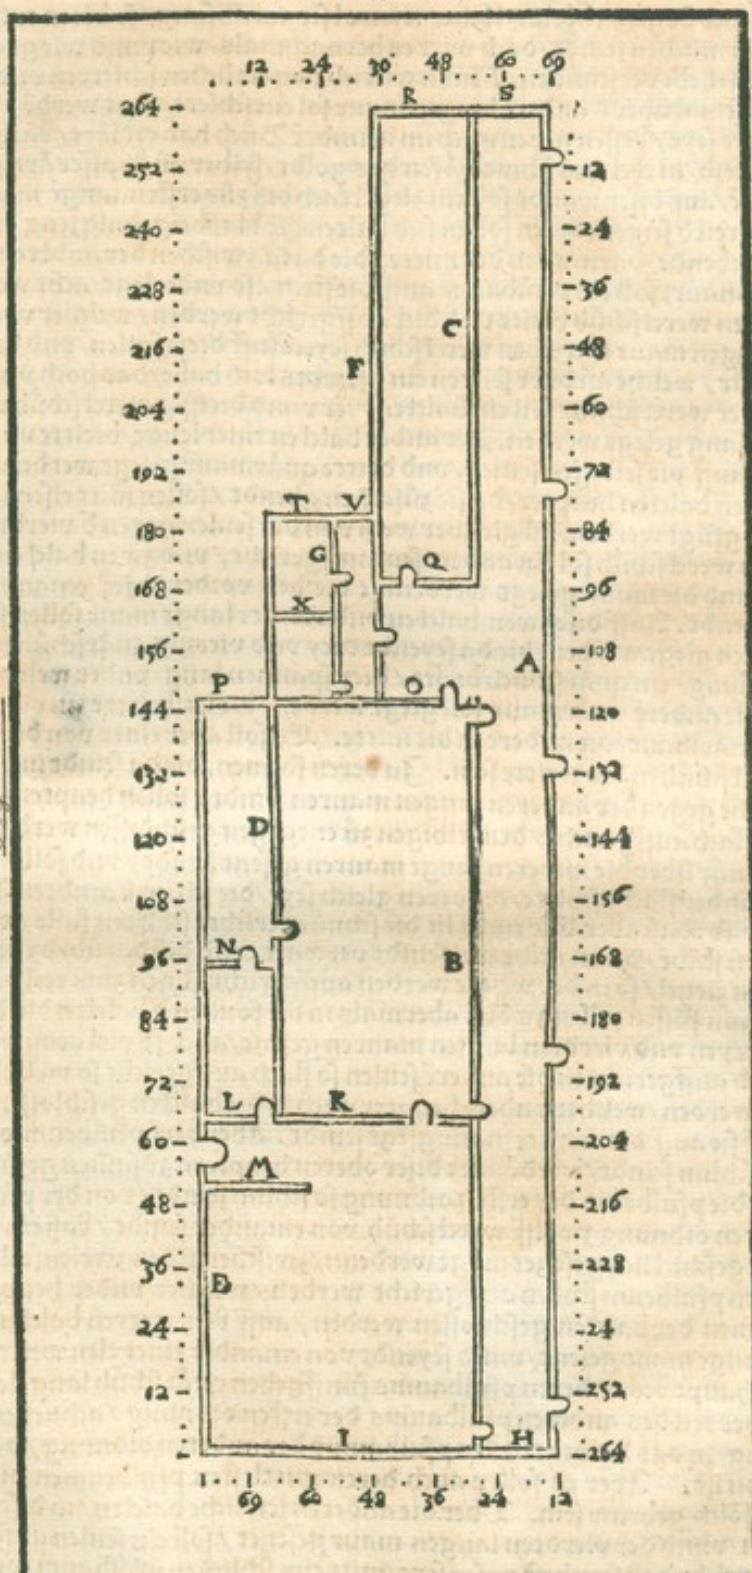 12 24 30 48 60 69
R S
264
252 12
240 24
228 36
C
216 48
F
204 60
192 72
T V
180 84
G Q
168 96
X
156 108
A
P O
144 120
132 132
D
120 144
108 156
N
96 B 168
84 180
72 192
L K
60 204
M
48 216
36 228
E
24 24
12 252
I H
264
69 60 48 36 24 12